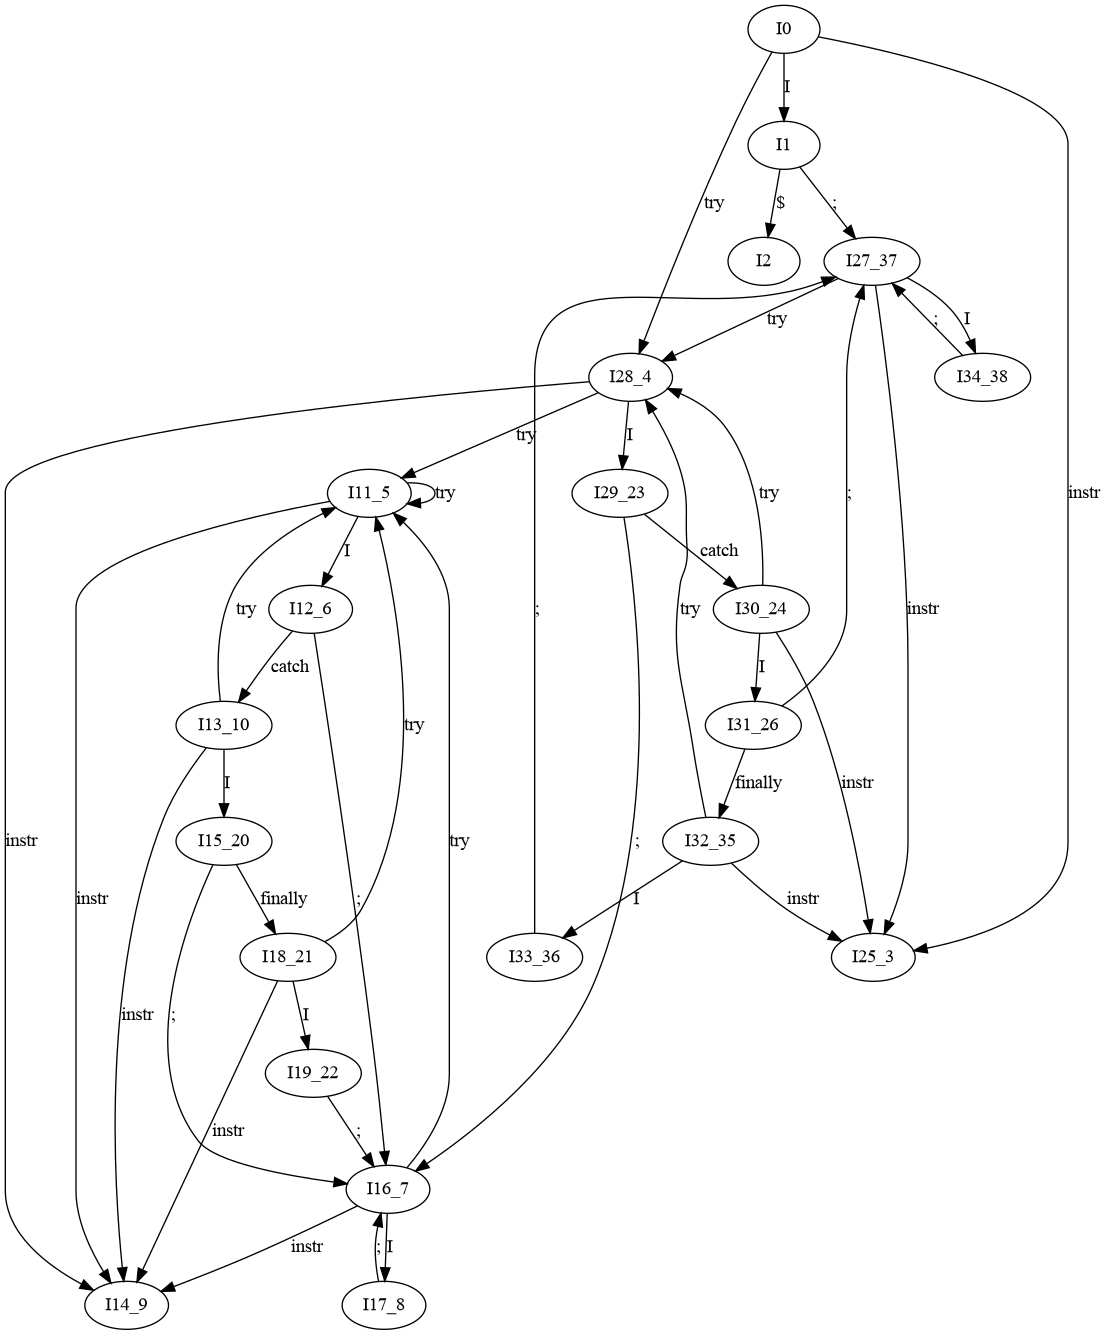 I0
I
I1
try
$
;
I2
I27_37
try
;
I
I28_4
I34_38
try
I
I11_5
try
I29_23
;
instr
I
catch
I12_6
try
;
try
instr
I30_24
catch
I
I13_10
try
I31_26
I
finally
instr
I15_20
I32_35
instr
instr
try
;
try
;
finally
instr
I
I18_21
I33_36
I25_3
instr
;
I
I19_22
instr
;
I16_7
instr
;
I
I14_9
I17_8